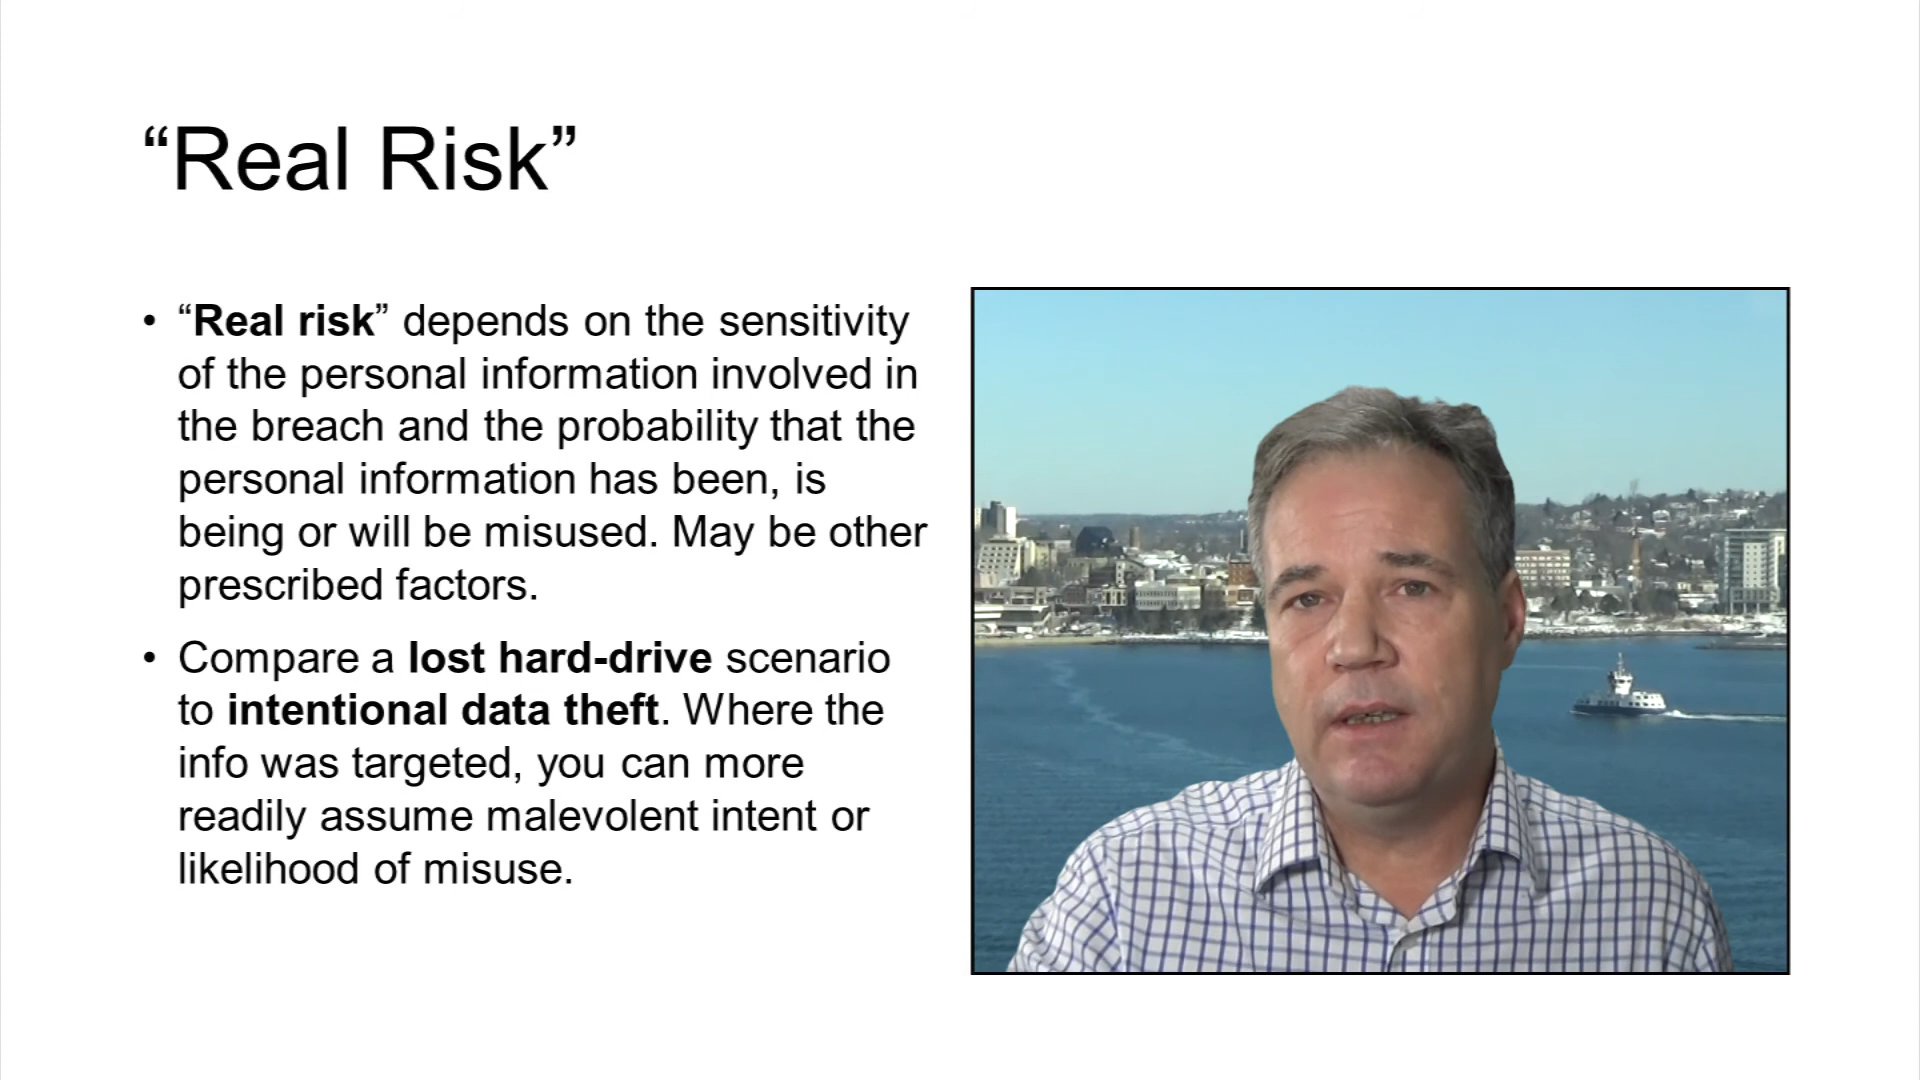 “Real Risk”
• “Real risk” depends on the sensitivity
of the personal information involved in
the breach and the probability that the
personal information has been, is
being or will be misused. May be other
prescribed factors.
• Compare a lost hard-drive scenario
to intentional data theft. Where the
info was targeted, you can more
readily assume malevolent intent or
likelihood of misuse.